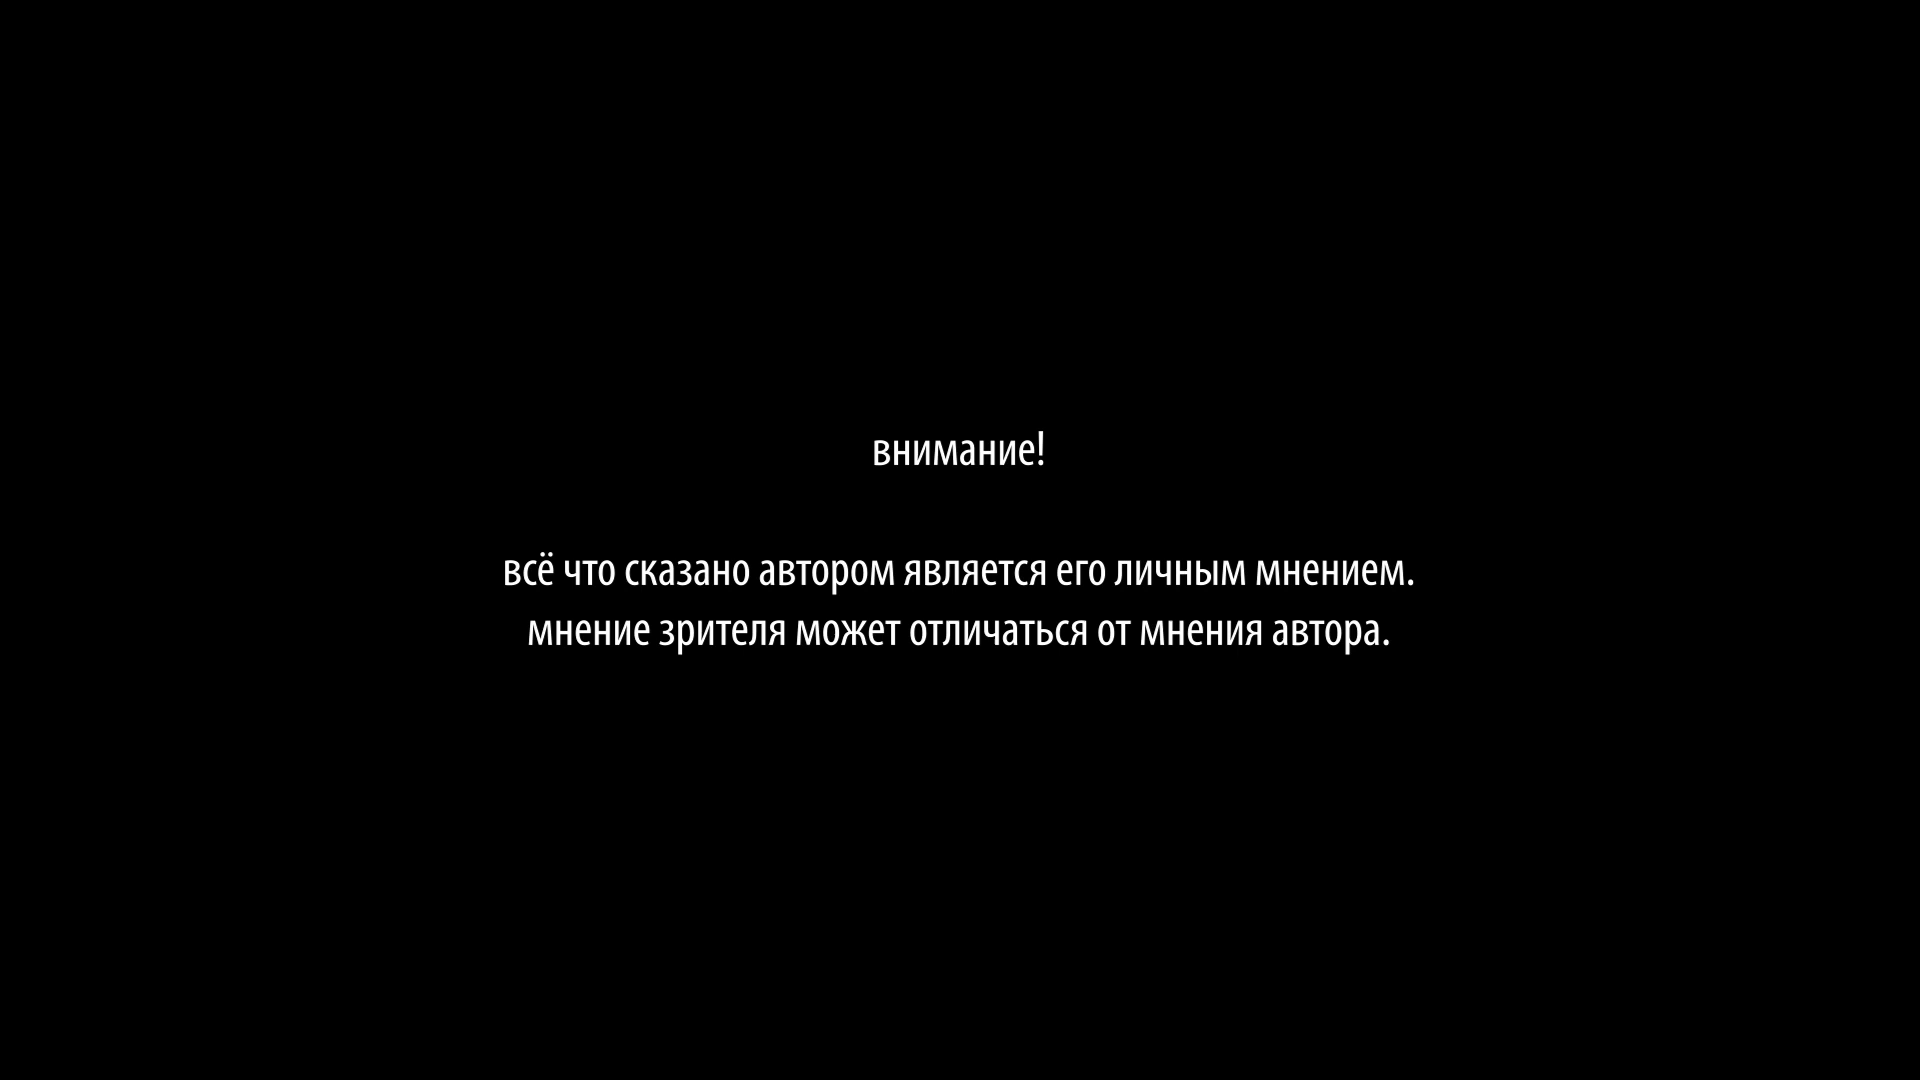 внимание!
всё что сказано автором является его личным мнением.
мнение зрителя может отличаться от мнения автора.